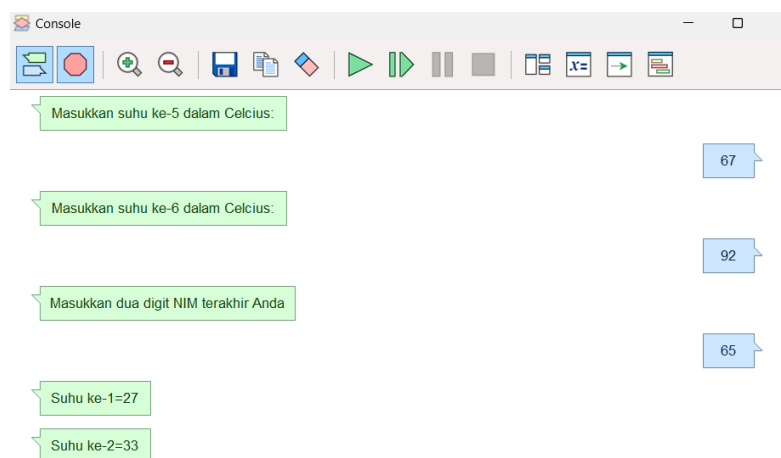 Console
x=
Masukkan suhu ke-5 dalam Celcius:
67
Masukkan suhu ke-6 dalam Celcius:
92
Masukkan dua digit NIM terakhir Anda
65
Suhu ke-1=27
Suhu ke-2=33